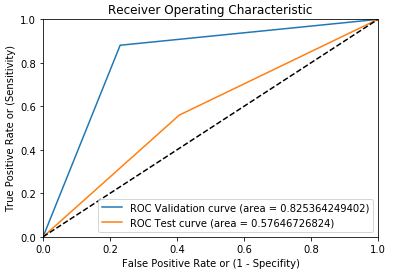 Receiver Operating Characteristic
1.0
0.8
0.6
0.4
0.2
0.0
True Positive Rate or (Sensitivity)
ROC Validation curve (area = 0.825364249402)
ROC Test curve (area = 0.57646726824)
0.0 0.2 0.4 0.6 0.8 1.0
False Positive Rate or (1 - Specifity)